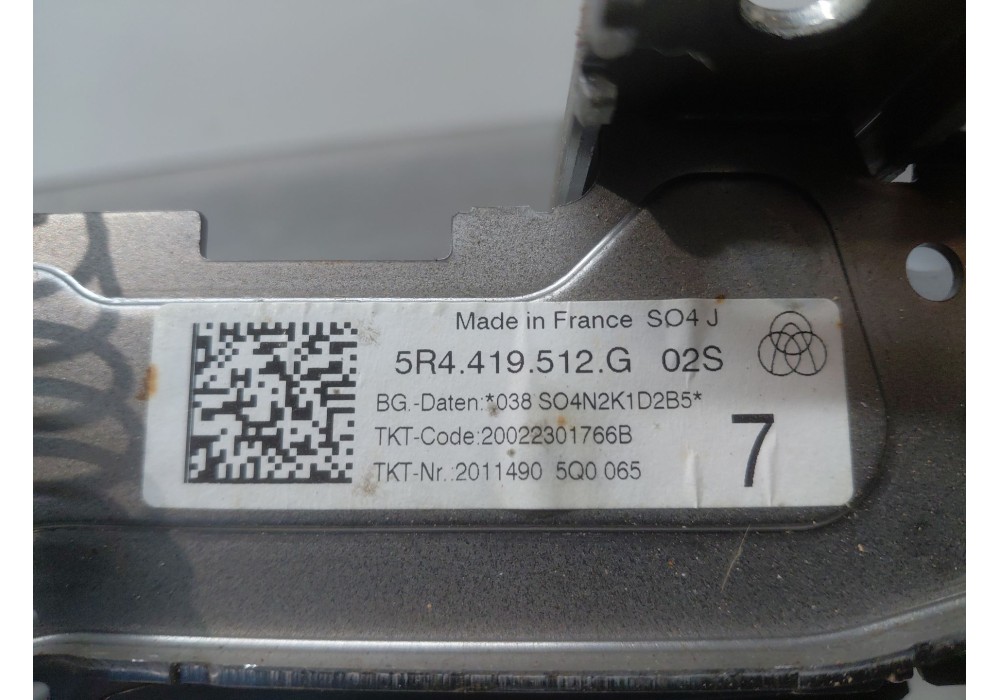 Made in France SO4 J
5R4.419.512.G 02S
BG.-Daten:*038 SO4N2K1D2B5*
TKT-Code:20022301766B
TKT-Nr.:2011490 5Q0 065
7